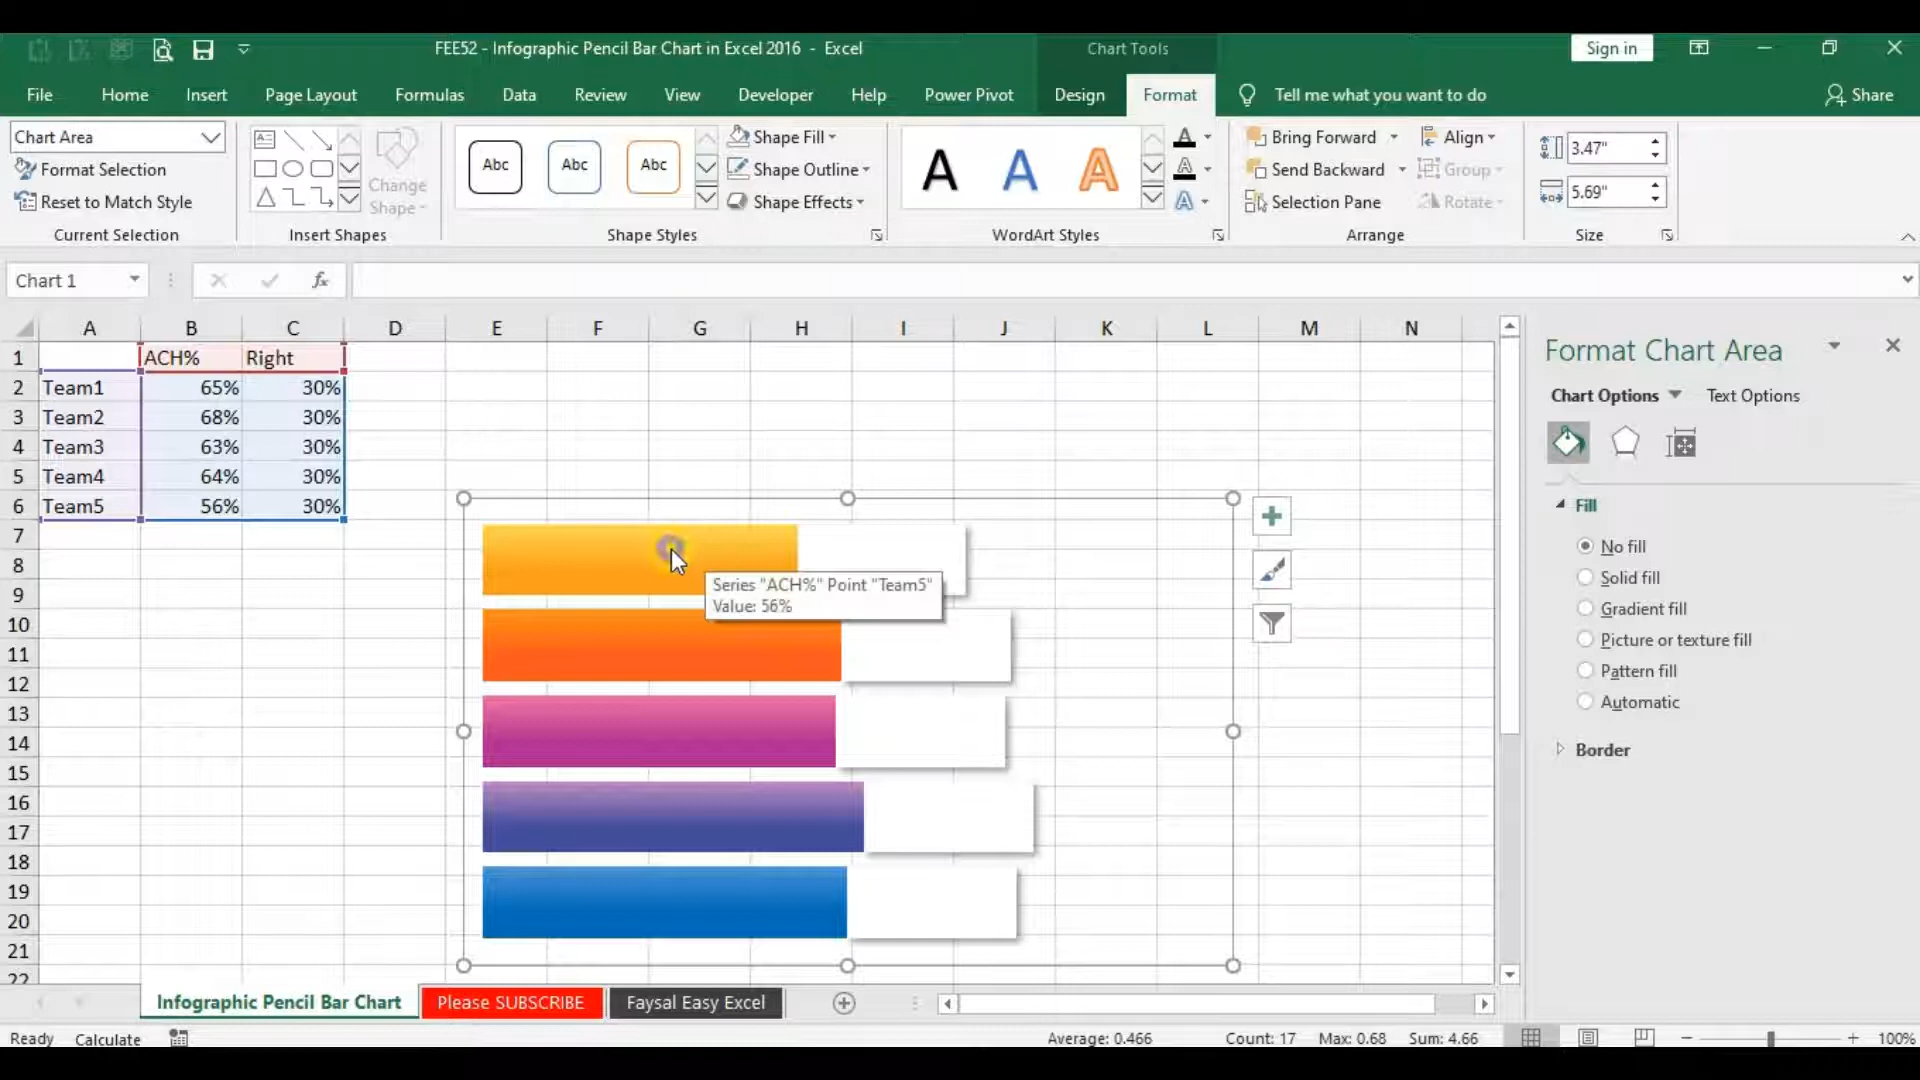 FEE52 - Infographic Pencil Bar Chart in Excel 2016 - Excel
Chart Tools
Sign in
File Home Insert Page Layout Formulas Data Review View Developer Help Power Pivot Design Format Tell me what you want to do Share
Chart Area
Format Selection
Reset to Match Style
Current Selection
Change
Shape
Insert Shapes
Abc Abc Abc
Shape Fill
Shape Outline
Shape Effects
Shape Styles
A A A
WordArt Styles
Bring Forward
Send Backward
Selection Pane
Align
Group
Rotate
Arrange
3.47"
5.69"
Size
Chart 1
fx
A B C D E F G H I J K L M N
1 ACH% Right
2 Team1 65% 30%
3 Team2 68% 30%
4 Team3 63% 30%
5 Team4 64% 30%
6 Team5 56% 30%
7
8
9
10
11
12
13
14
15
16
17
18
19
20
21
22
Series "ACH%" Point "Team5"
Value: 56%
Format Chart Area
Chart Options Text Options
Fill
No fill
Solid fill
Gradient fill
Picture or texture fill
Pattern fill
Automatic
Border
Infographic Pencil Bar Chart Please SUBSCRIBE Faysal Easy Excel
Ready Calculate Average: 0.466 Count: 17 Max: 0.68 Sum: 4.66 100%